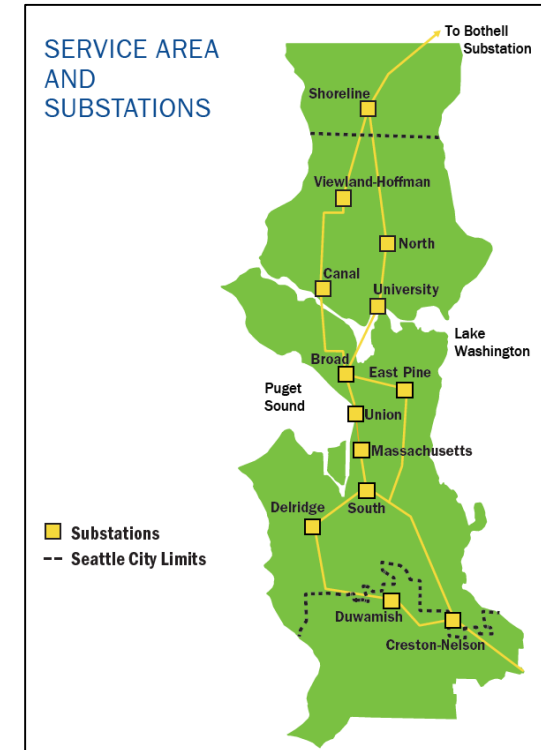 SERVICE AREA
AND
SUBSTATIONS
To Bothell
Substation
Shoreline
Viewland-Hoffman
North
Canal
University
Lake
Washington
Broad
East Pine
Puget
Sound
Union
Massachusetts
Delridge
South
Substations
Seattle City Limits
Duwamish
Creston-Nelson